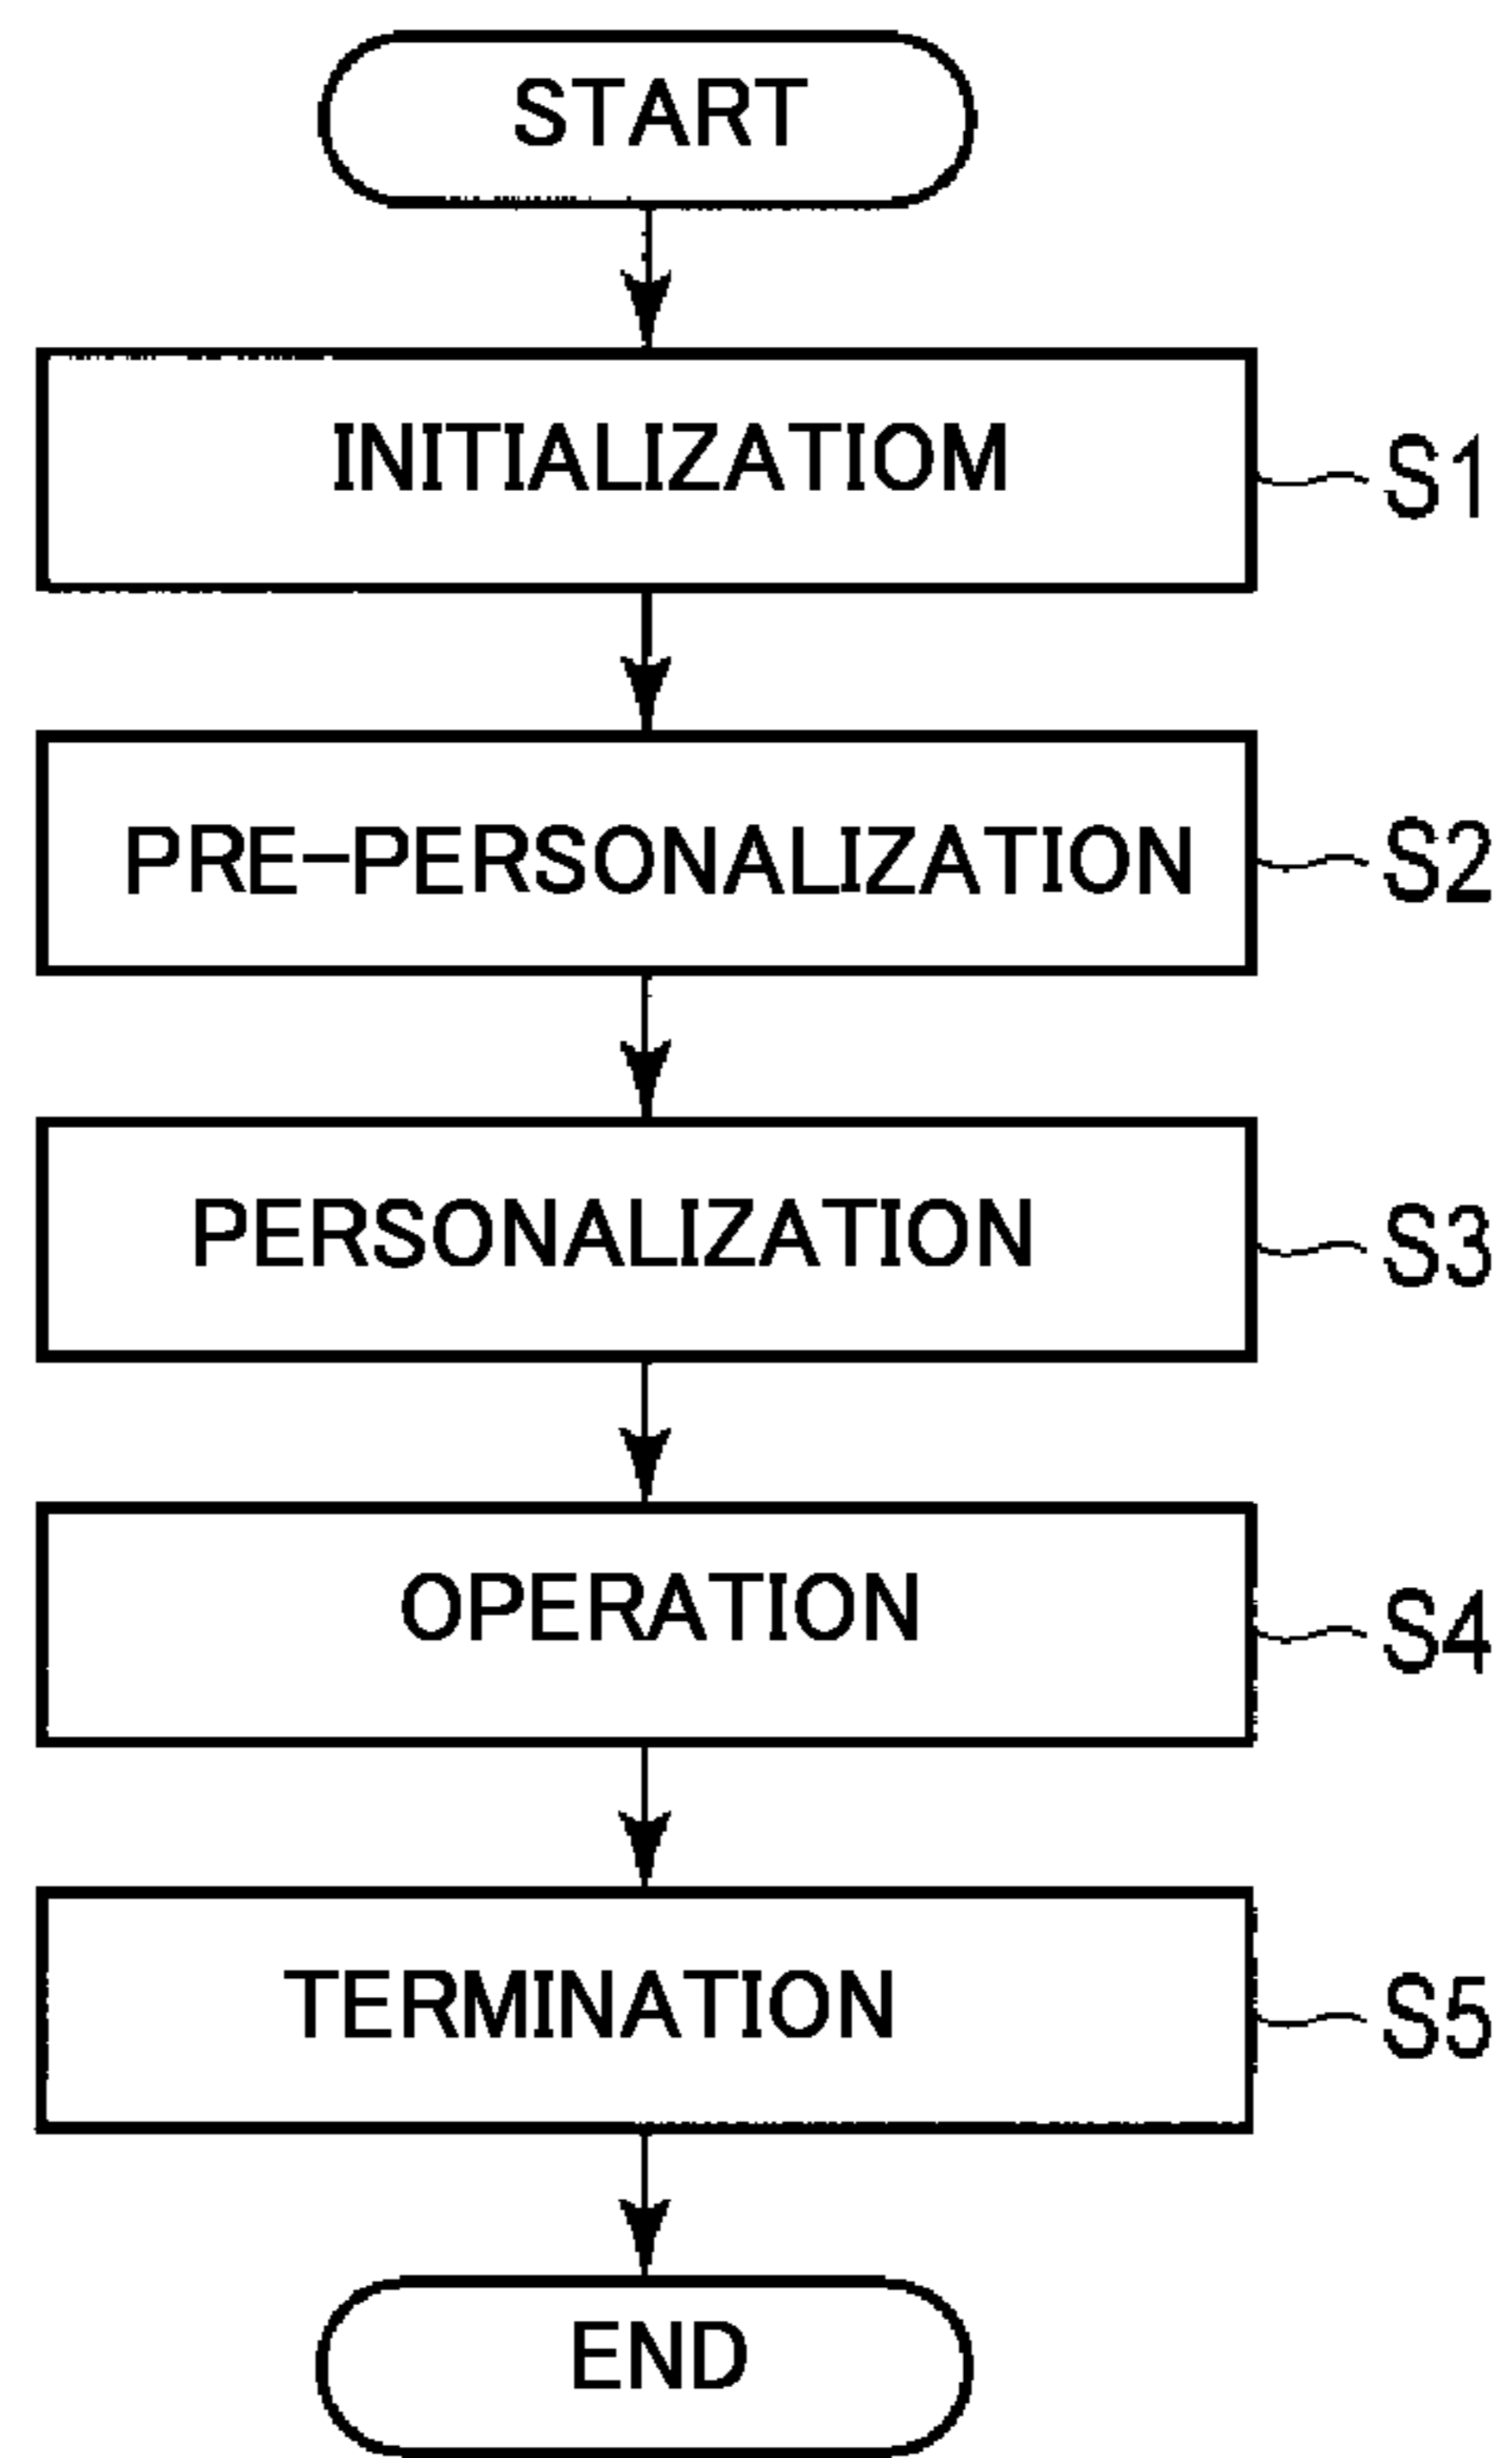 START
INITIALIZATIOM S1
PRE-PERSONALIZATION S2
PERSONALIZATION S3
OPERATION S4
TERMINATION S5
END